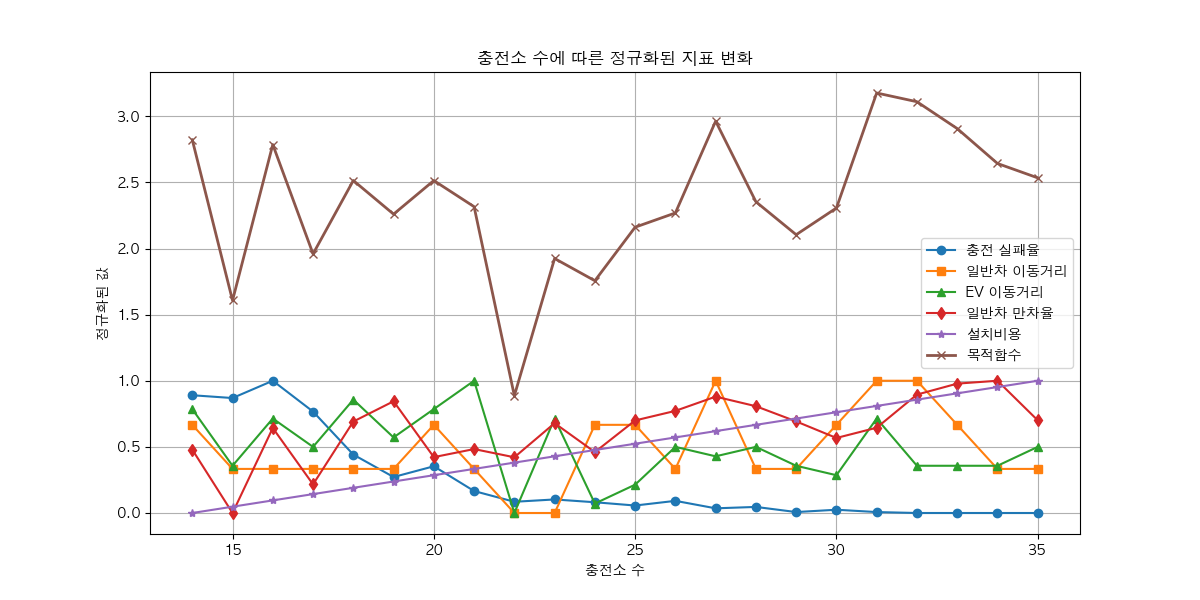 충전소 수에 따른 정규화된 지표 변화
정규화된 값
3.0
2.5
2.0
1.5
1.0
0.5
0.0
충전 실패율
일반차 이동거리
EV 이동거리
일반차 만차율
설치비용
목적함수
15 20 25 30 35
충전소 수